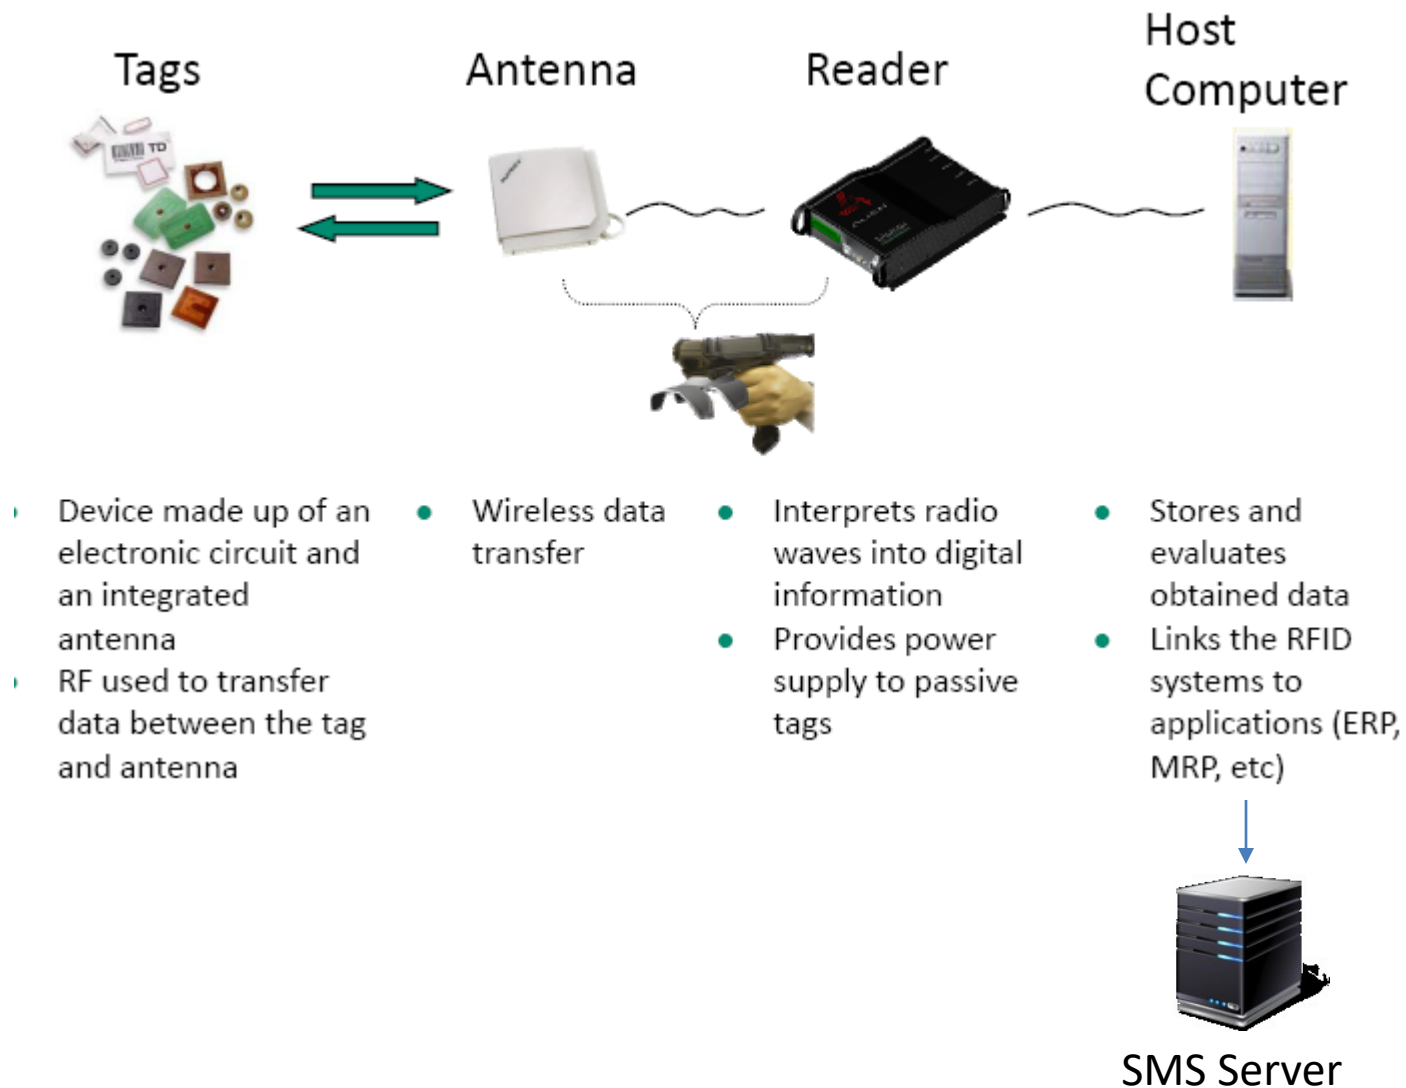 Tags
Antenna
Reader
Host
Computer
TD
Device made up of an
electronic circuit and
an integrated
antenna
RF used to transfer
data between the tag
and antenna
Wireless data
transfer
Interprets radio
waves into digital
information
Provides power
supply to passive
tags
Stores and
evaluates
obtained data
Links the RFID
systems to
applications (ERP,
MRP, etc)
SMS Server